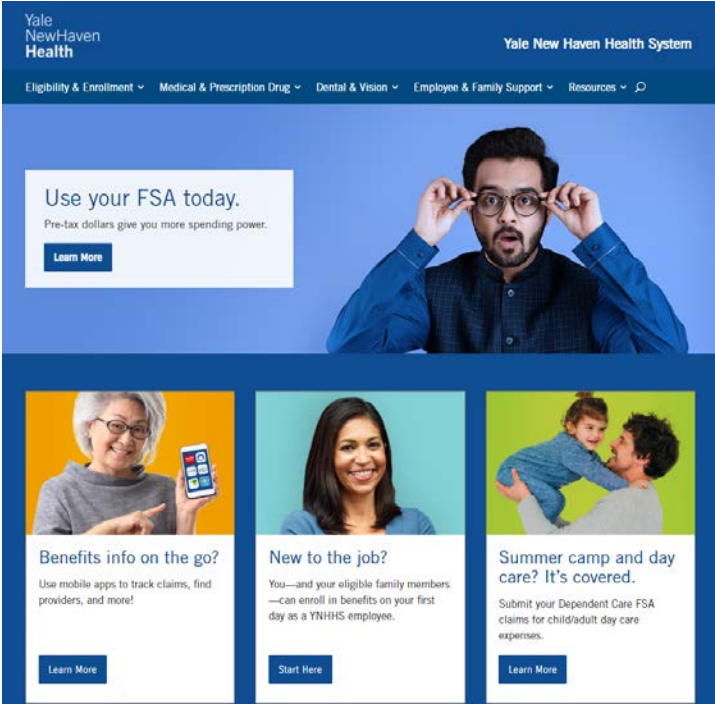 Yale
NewHaven
Health
Yale New Haven Health System
Eligibility & Enrollment
Medical & Prescription Drug
Dental & Vision
Employee & Family Support
Resources
Use your FSA today.
Pre-tax dollars give you more spending power.
Learn More
Benefits info on the go?
Use mobile apps to track claims, find
providers, and more!
Learn More
New to the job?
You—and your eligible family members
—can enroll in benefits on your first
day as a YNHHS employee.
Start Here
Summer camp and day
care? It's covered.
Submit your Dependent Care FSA
claims for child/adult day care
expenses.
Learn More